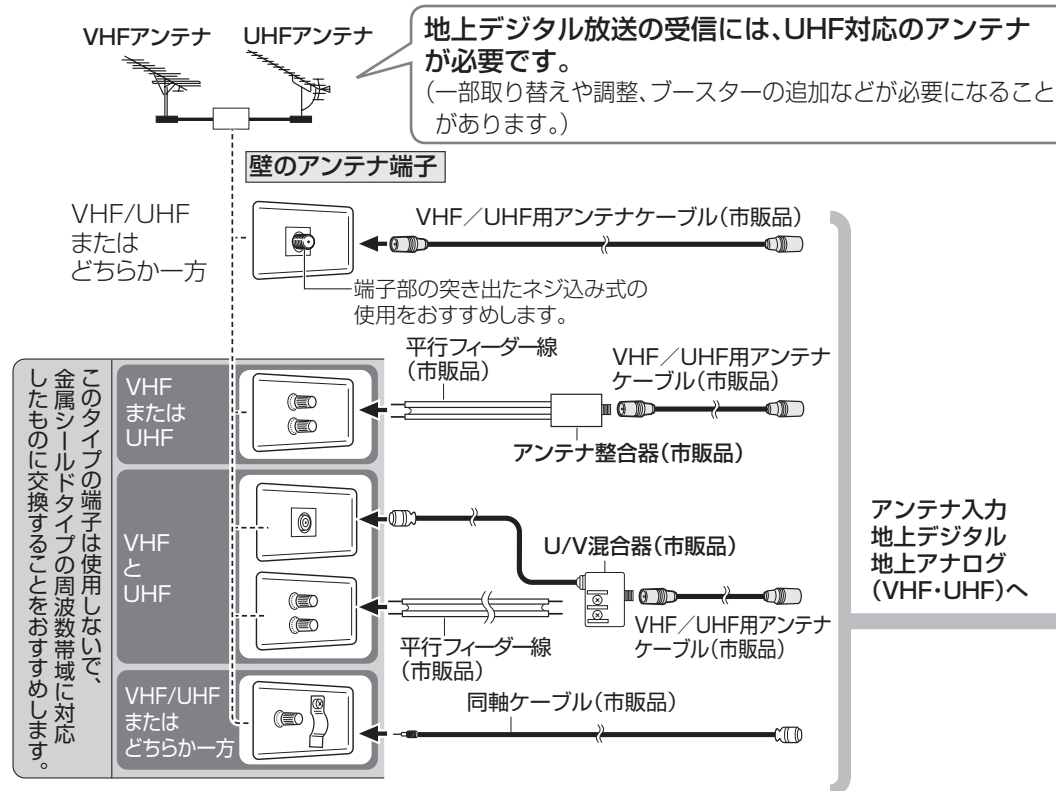 VHFアンテナ
UHFアンテナ
地上デジタル放送の受信には、UHF対応のアンテナ
が必要です。
(一部取り替えや調整、ブースターの追加などが必要になること
があります。)
壁のアンテナ端子
VHF/UHF
または
どちらか一方
VHF/UHF用アンテナケーブル(市販品)
端子部の突き出たネジ込み式の
使用をおすすめします。
このタイプの端子は使用しないで、
金属シールドタイプの周波数帯域に対応
したものに交換することをおすすめします。
VHF
または
UHF
平行フィーダー線
(市販品)
VHF/UHF用アンテナ
ケーブル(市販品)
アンテナ整合器(市販品)
VHF
と
UHF
U/V混合器(市販品)
平行フィーダー線
(市販品)
VHF/UHF用アンテナ
ケーブル(市販品)
VHF/UHF
または
どちらか一方
同軸ケーブル(市販品)
アンテナ入力
地上デジタル
地上アナログ
(VHF・UHF)へ